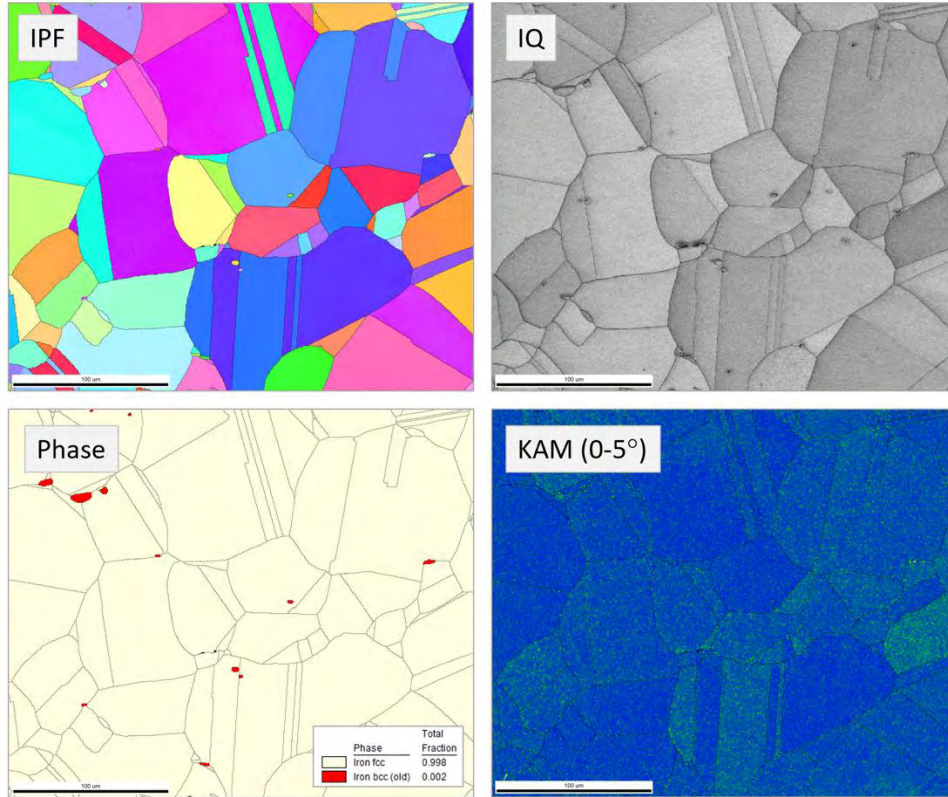 IPF
100 um
IQ
100 um
Phase
Total
Phase Fraction
Iron fcc 0.998
Iron bcc (old) 0.002
100 um
KAM (0-5°)
100 um